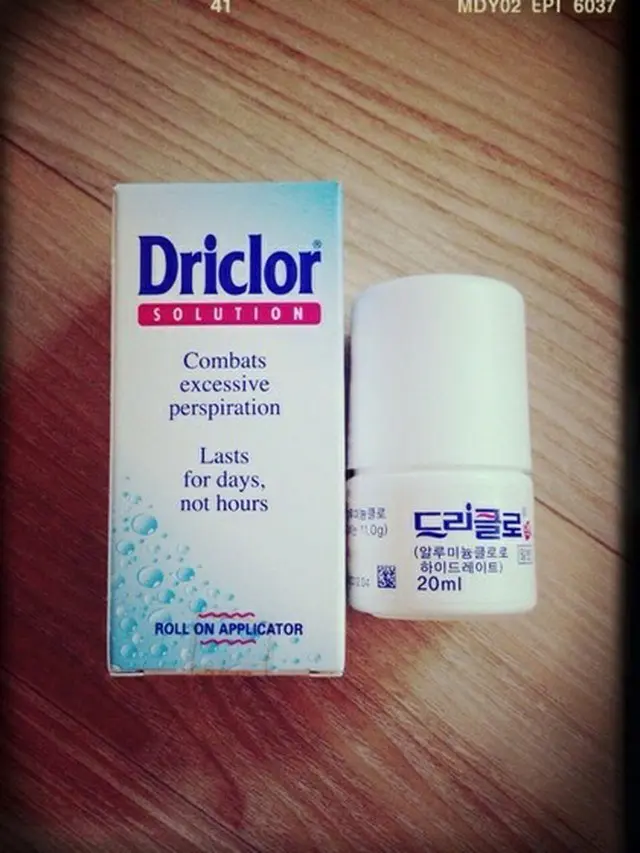 41
MDY02 EPI 6037
Driclor®
SOLUTION
Combats
excessive
perspiration
Lasts
for days,
not hours
ROLL ON APPLICATOR
드리클로
(알루미늄클로로
하이드레이트)
20ml